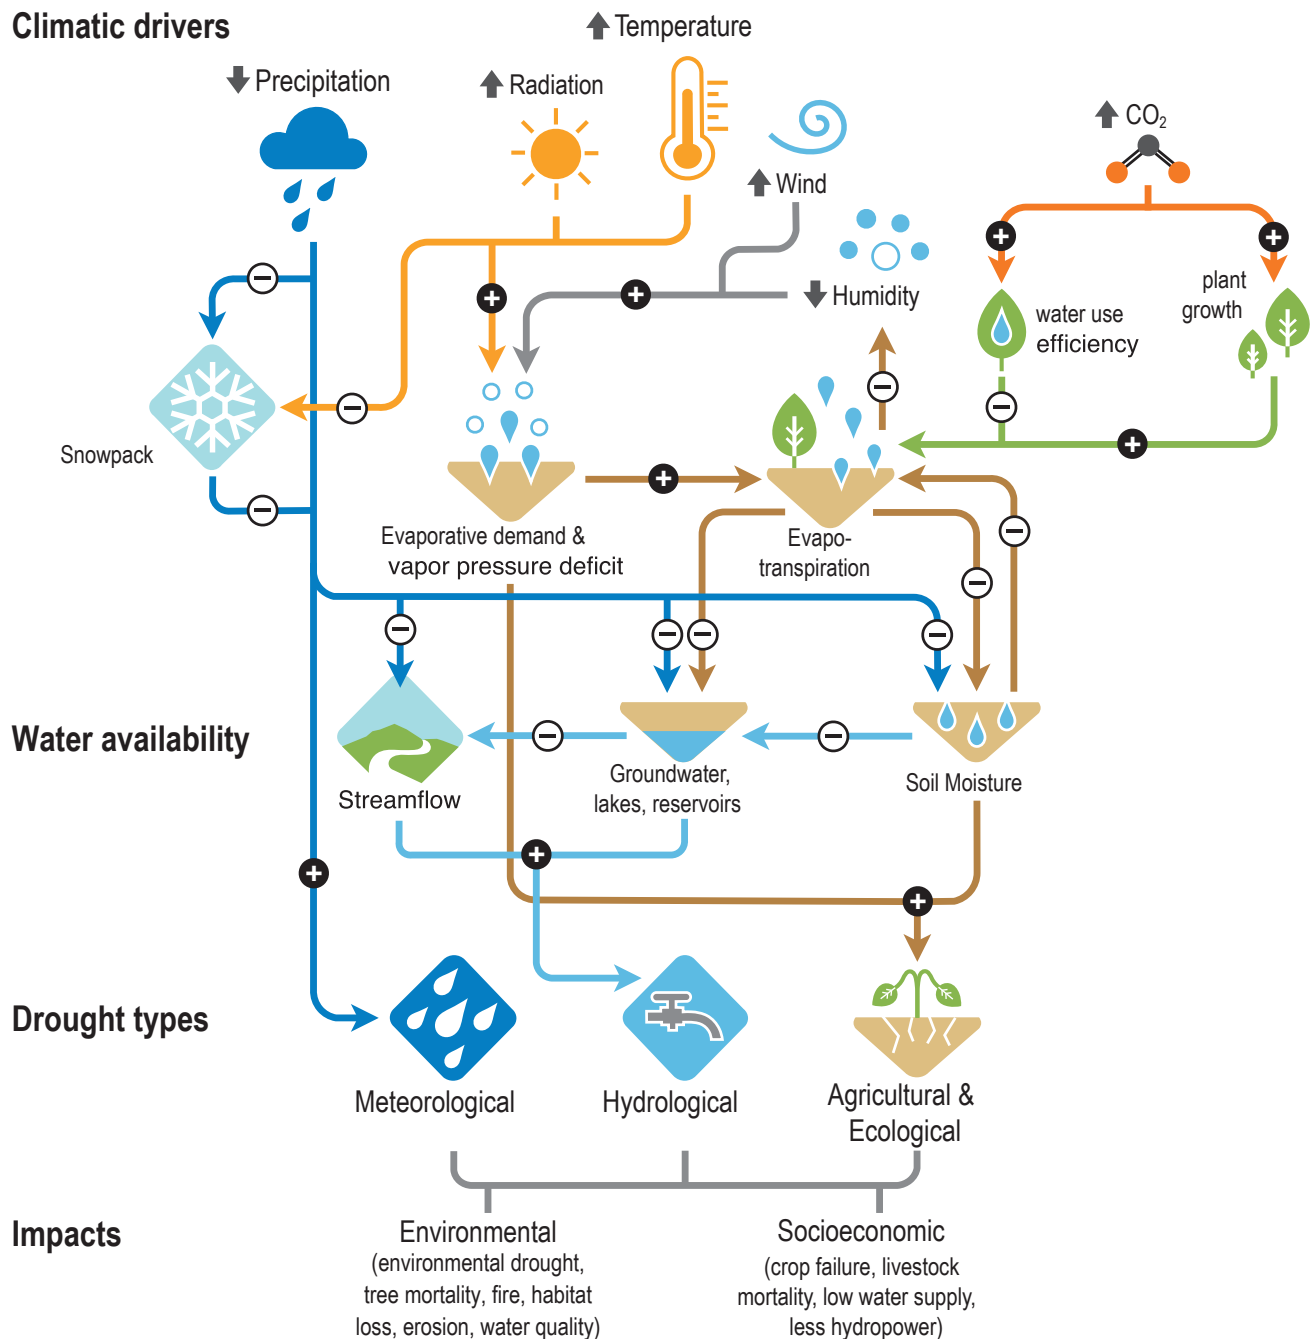 Climatic drivers
Temperature
Precipitation
Radiation
CO₂
Wind
Humidity
plant
growth
water use
efficiency
Snowpack
Evaporative demand &
vapor pressure deficit
Evapo-
transpiration
Water availability
Streamflow
Groundwater,
lakes, reservoirs
Soil Moisture
Drought types
Meteorological
Hydrological
Agricultural &
Ecological
Impacts
Environmental
(environmental drought,
tree mortality, fire, habitat
loss, erosion, water quality)
Socioeconomic
(crop failure, livestock
mortality, low water supply,
less hydropower)